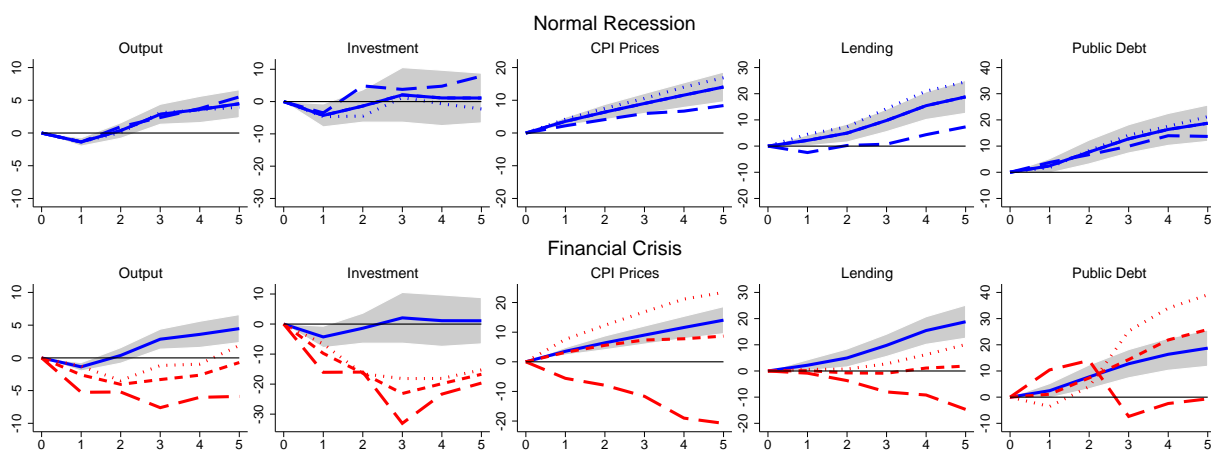 Normal Recession
Output Investment CPI Prices Lending Public Debt
10 5 0 -5 -10
10 0 -10 -20 -30
20 10 0 -10 -20
30 20 10 0 -10 -20
40 30 20 10 0 -10
0 1 2 3 4 5 0 1 2 3 4 5 0 1 2 3 4 5 0 1 2 3 4 5 0 1 2 3 4 5
Financial Crisis
Output Investment CPI Prices Lending Public Debt
10 5 0 -5 -10
10 0 -10 -20 -30
20 10 0 -10 -20
30 20 10 0 -10 -20
40 30 20 10 0 -10
0 1 2 3 4 5 0 1 2 3 4 5 0 1 2 3 4 5 0 1 2 3 4 5 0 1 2 3 4 5